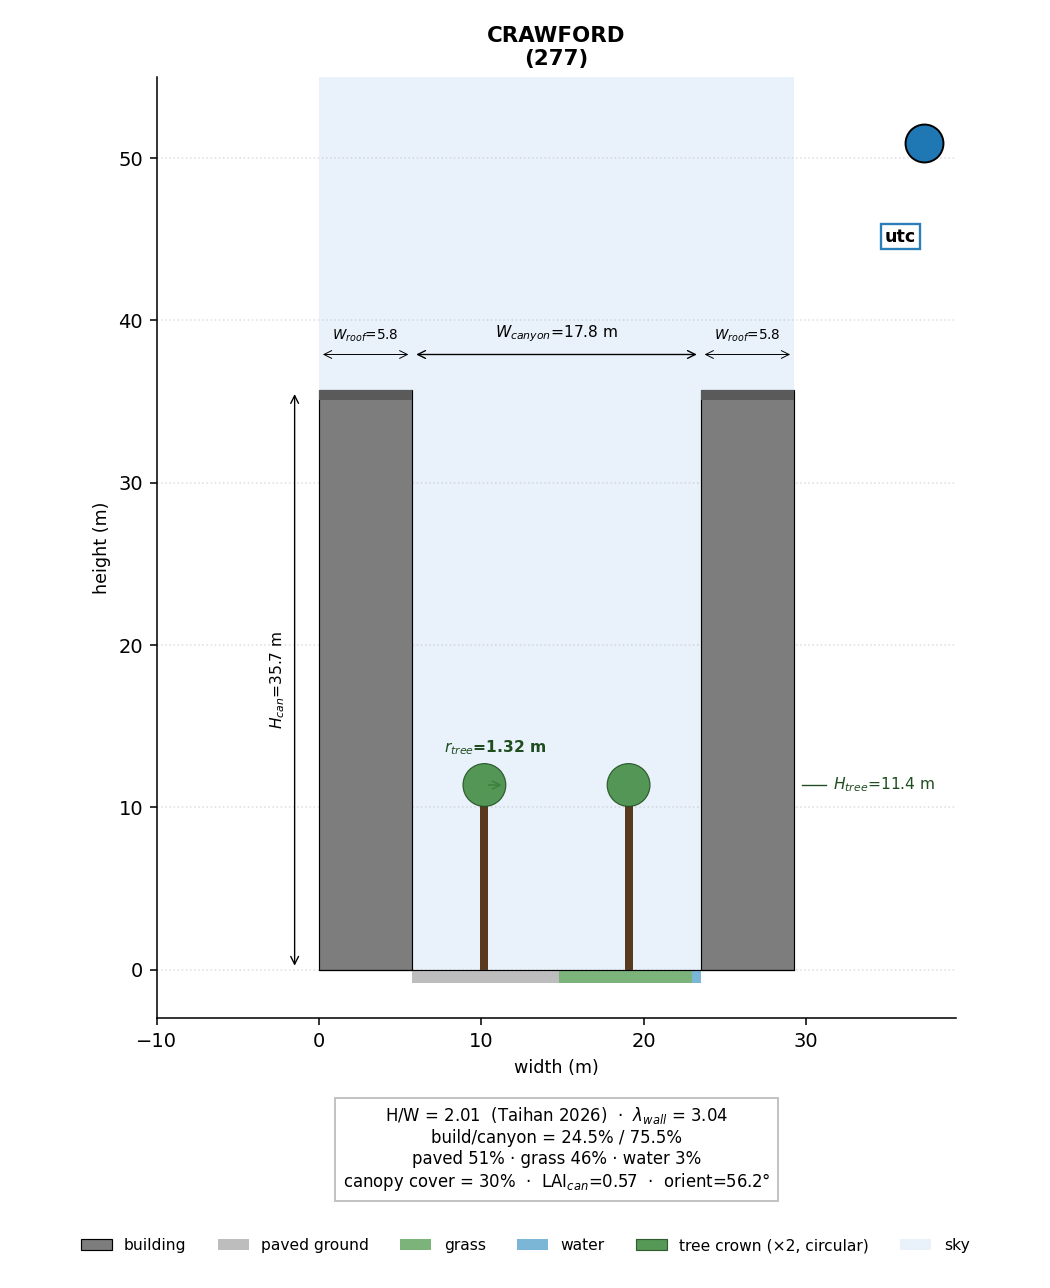 CRAWFORD
(277)
50
utc
40
W_roof=5.8
W_canyon=17.8 m
W_roof=5.8
30
height (m)
20
H_can=35.7 m
r_tree=1.32 m
H_tree=11.4 m
10
0
−10
0
10
20
30
width (m)
H/W = 2.01 (Taihan 2026) · λ_wall = 3.04
build/canyon = 24.5% / 75.5%
paved 51% · grass 46% · water 3%
canopy cover = 30% · LAI_can=0.57 · orient=56.2°
building
paved ground
grass
water
tree crown (×2, circular)
sky